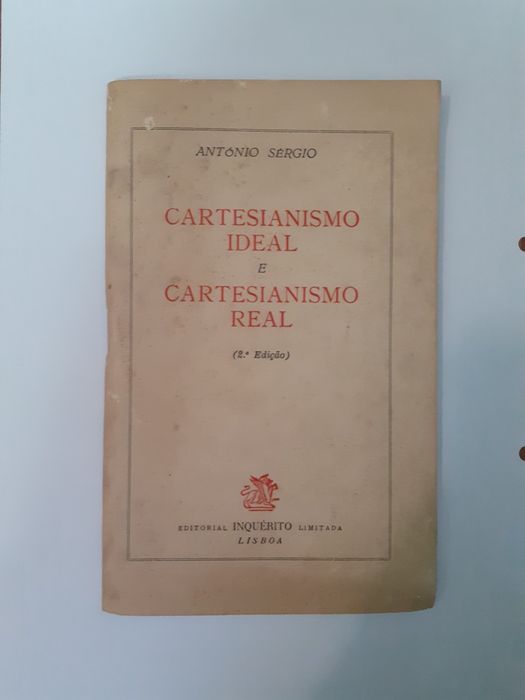 ANTÓNIO SÉRGIO
CARTESIANISMO
IDEAL
E
CARTESIANISMO
REAL
(2.ª Edição)
EDITORIAL INQUÉRITO LIMITADA
LISBOA